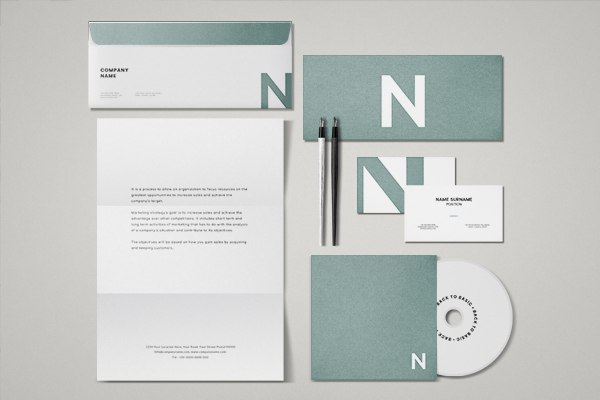 COMPANY
NAME
N
N
It is a process to allow an organization to focus resources on the
greatest opportunities to increase sales and achieve the
company's target.
Marketing strategy's goal is to increase sales and achieve the
advantage over other competitors. It includes short term and
long term activities of marketing that has to do with the analysis
of a company's situation and contribute to its objectives.
The objectives will be based on how you gain sales by acquiring
and keeping customers.
N
NAME SURNAME
POSITION
BACK TO BASIC • BACK TO BASIC •
N